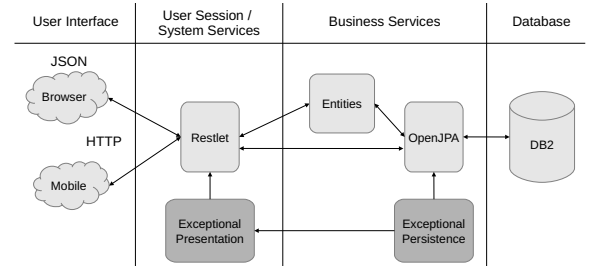 User Interface
User Session /
System Services
Business Services
Database
JSON
Browser
HTTP
Mobile
Restlet
Entities
OpenJPA
DB2
Exceptional
Presentation
Exceptional
Persistence